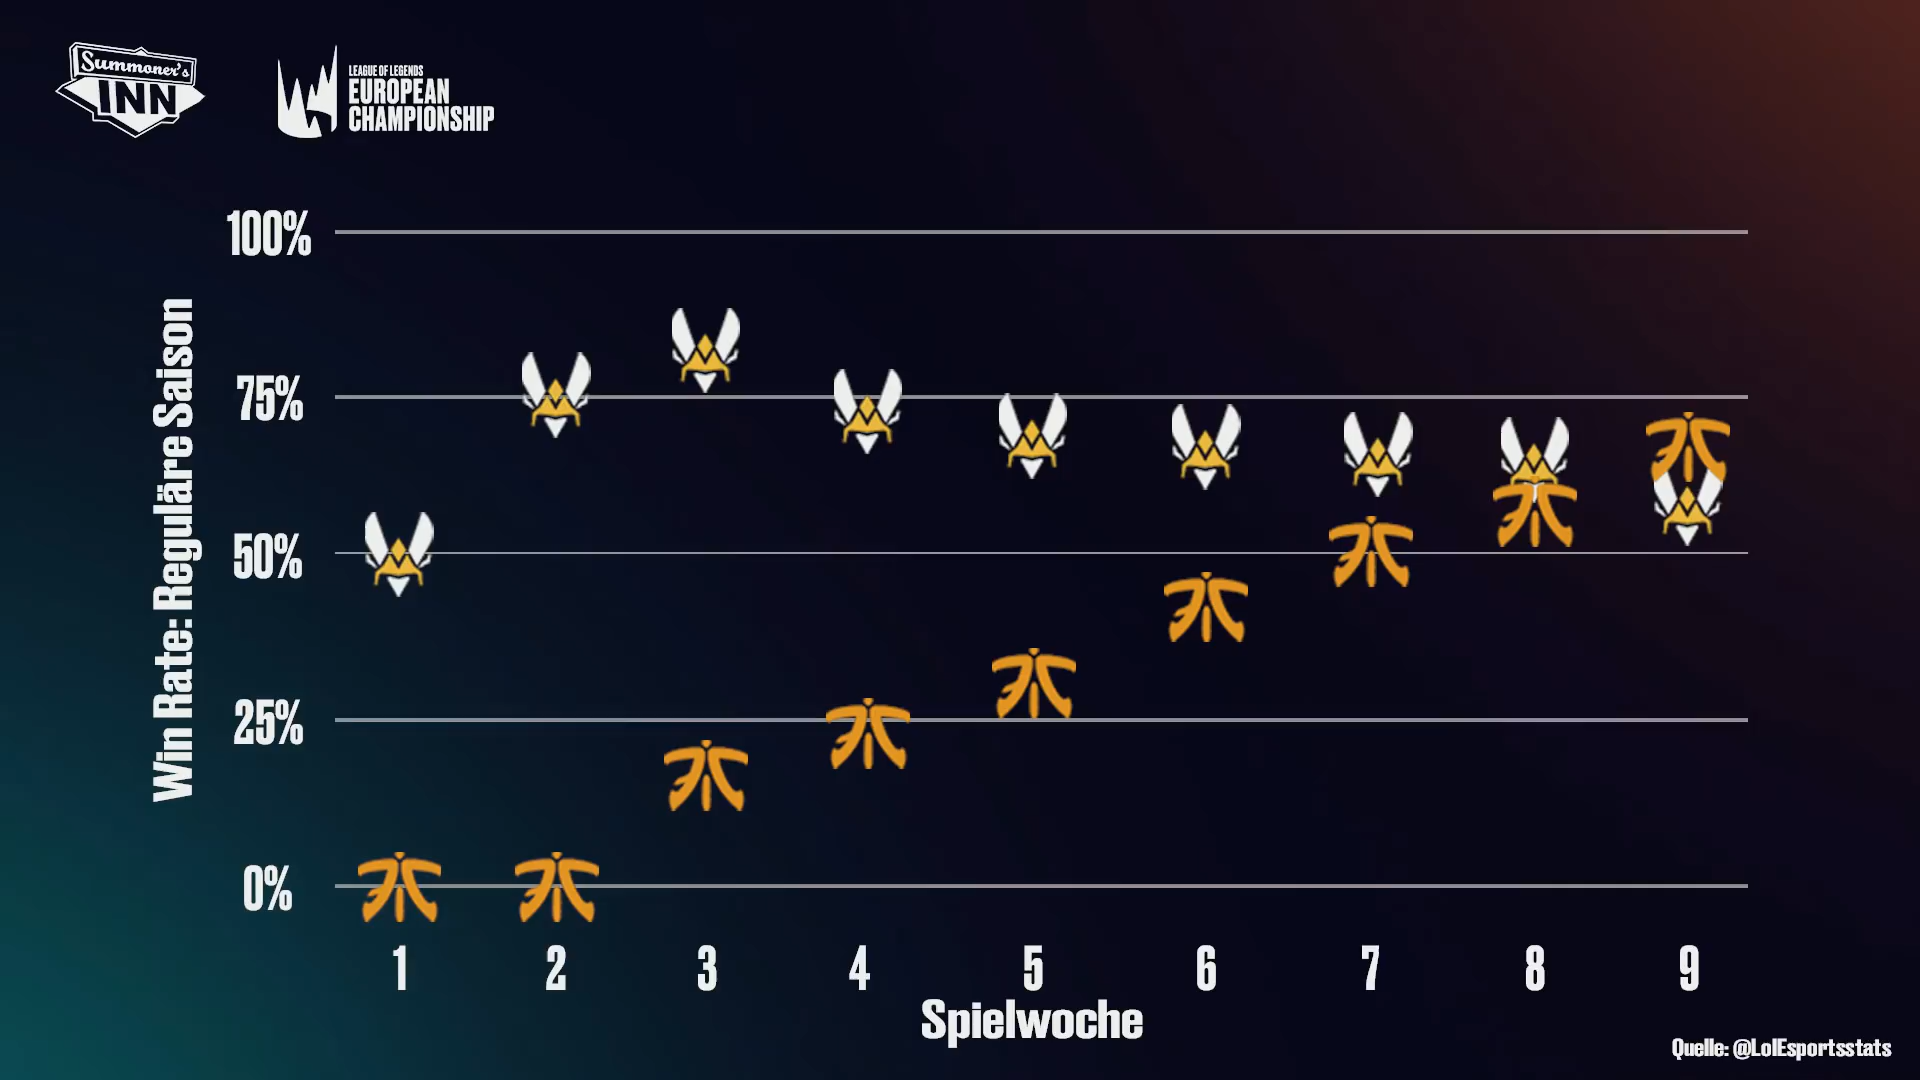 Summoner's
INN
LEAGUE OF LEGENDS
EUROPEAN
CHAMPIONSHIP
Win Rate: Reguläre Saison
100%
75%
50%
25%
0%
1 2 3 4 5 6 7 8 9
Spielwoche
Quelle: @LolEsportsstats